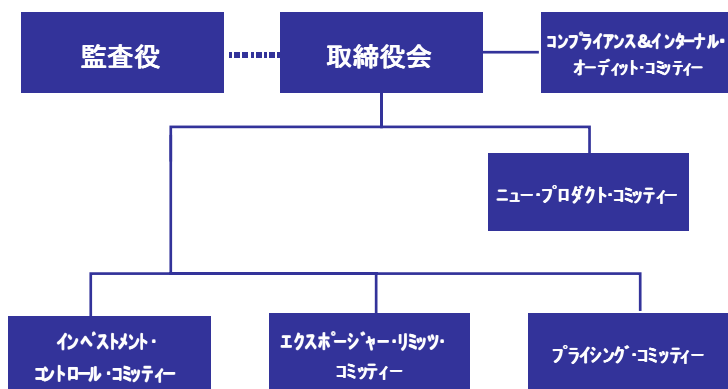 監査役
取締役会
コンプライアンス&インターナル・
オーディット・コミッティー
ニュー・プロダクト・コミッティー
インベストメント・
コントロール・コミッティー
エクスポージャー・リミッツ・
コミッティー
プライシング・コミッティー